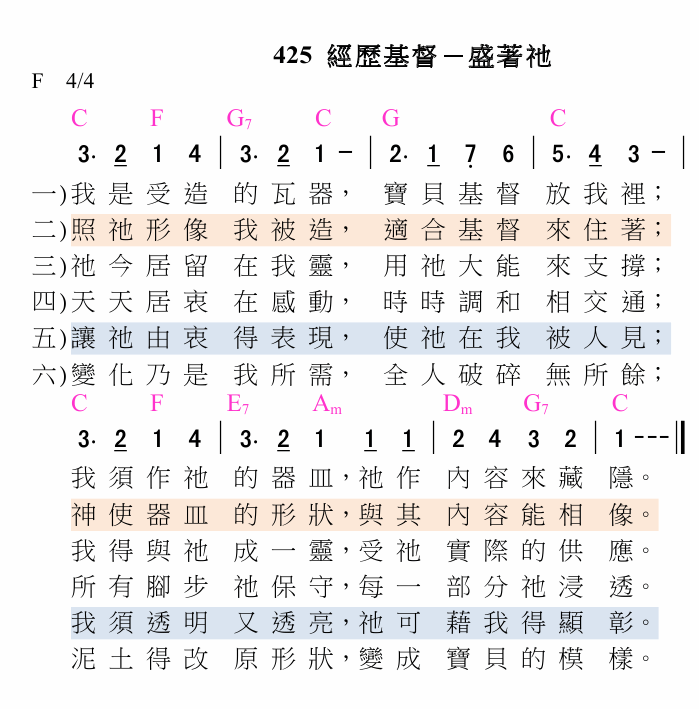 425 經歷基督－盛著祂
F 4/4
C F G7 C G C
3. 2 1 4 | 3. 2 1 － | 2. 1 7 6 | 5. 4 3 － |
一)我是受造 的瓦器， 寶貝基督 放我裡；
二)照祂形像 我被造， 適合基督 來住著；
三)祂今居留 在我靈， 用祂大能 來支撐；
四)天天居衷 在感動， 時時調和 相交通；
五)讓祂由衷 得表現， 使祂在我 被人見；
六)變化乃是 我所需， 全人破碎 無所餘；
C F E7 Am Dm G7 C
3. 2 1 4 | 3. 2 1 1 1 | 2 4 3 2 | 1 - - - ||
我須作祂 的器皿，祂作 內容來藏 隱。
神使器皿 的形狀，與其 內容能相 像。
我得與祂 成一靈，受祂 實際的供 應。
所有腳步 祂保守，每一 部分祂浸 透。
我須透明 又透亮，祂可 藉我得顯 彰。
泥土得改 原形狀，變成 寶貝的模 樣。